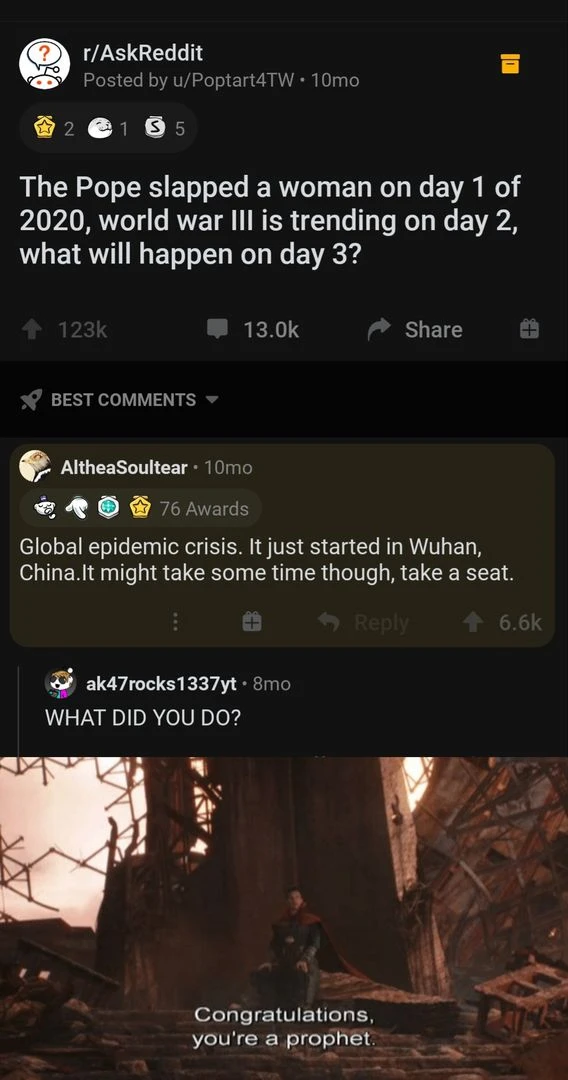 r/AskReddit
Posted by u/Poptart4TW • 10mo
2 1 5
The Pope slapped a woman on day 1 of
2020, world war III is trending on day 2,
what will happen on day 3?
123k 13.0k Share
BEST COMMENTS
AltheaSoultear • 10mo
76 Awards
Global epidemic crisis. It just started in Wuhan,
China.It might take some time though, take a seat.
Reply 6.6k
ak47rocks1337yt • 8mo
WHAT DID YOU DO?
Congratulations,
you're a prophet.